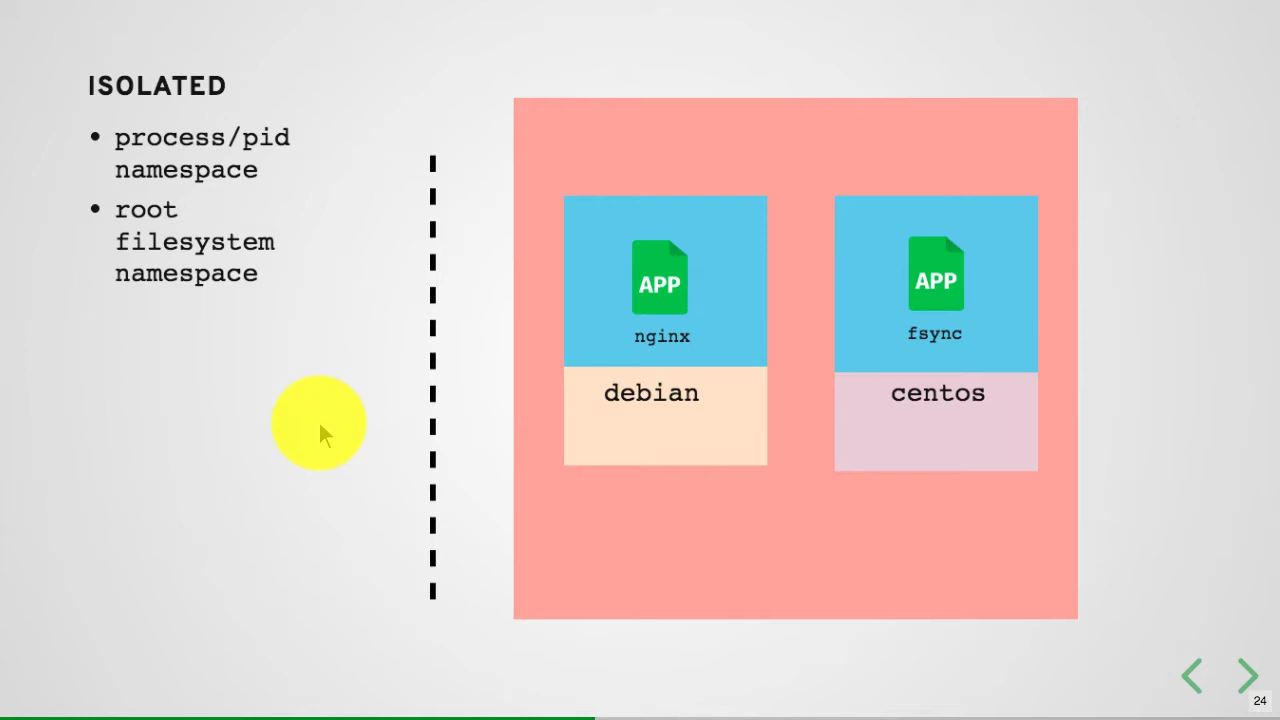 ISOLATED
• process/pid
namespace
• root
filesystem
namespace
APP
nginx
debian
APP
fsync
centos
24